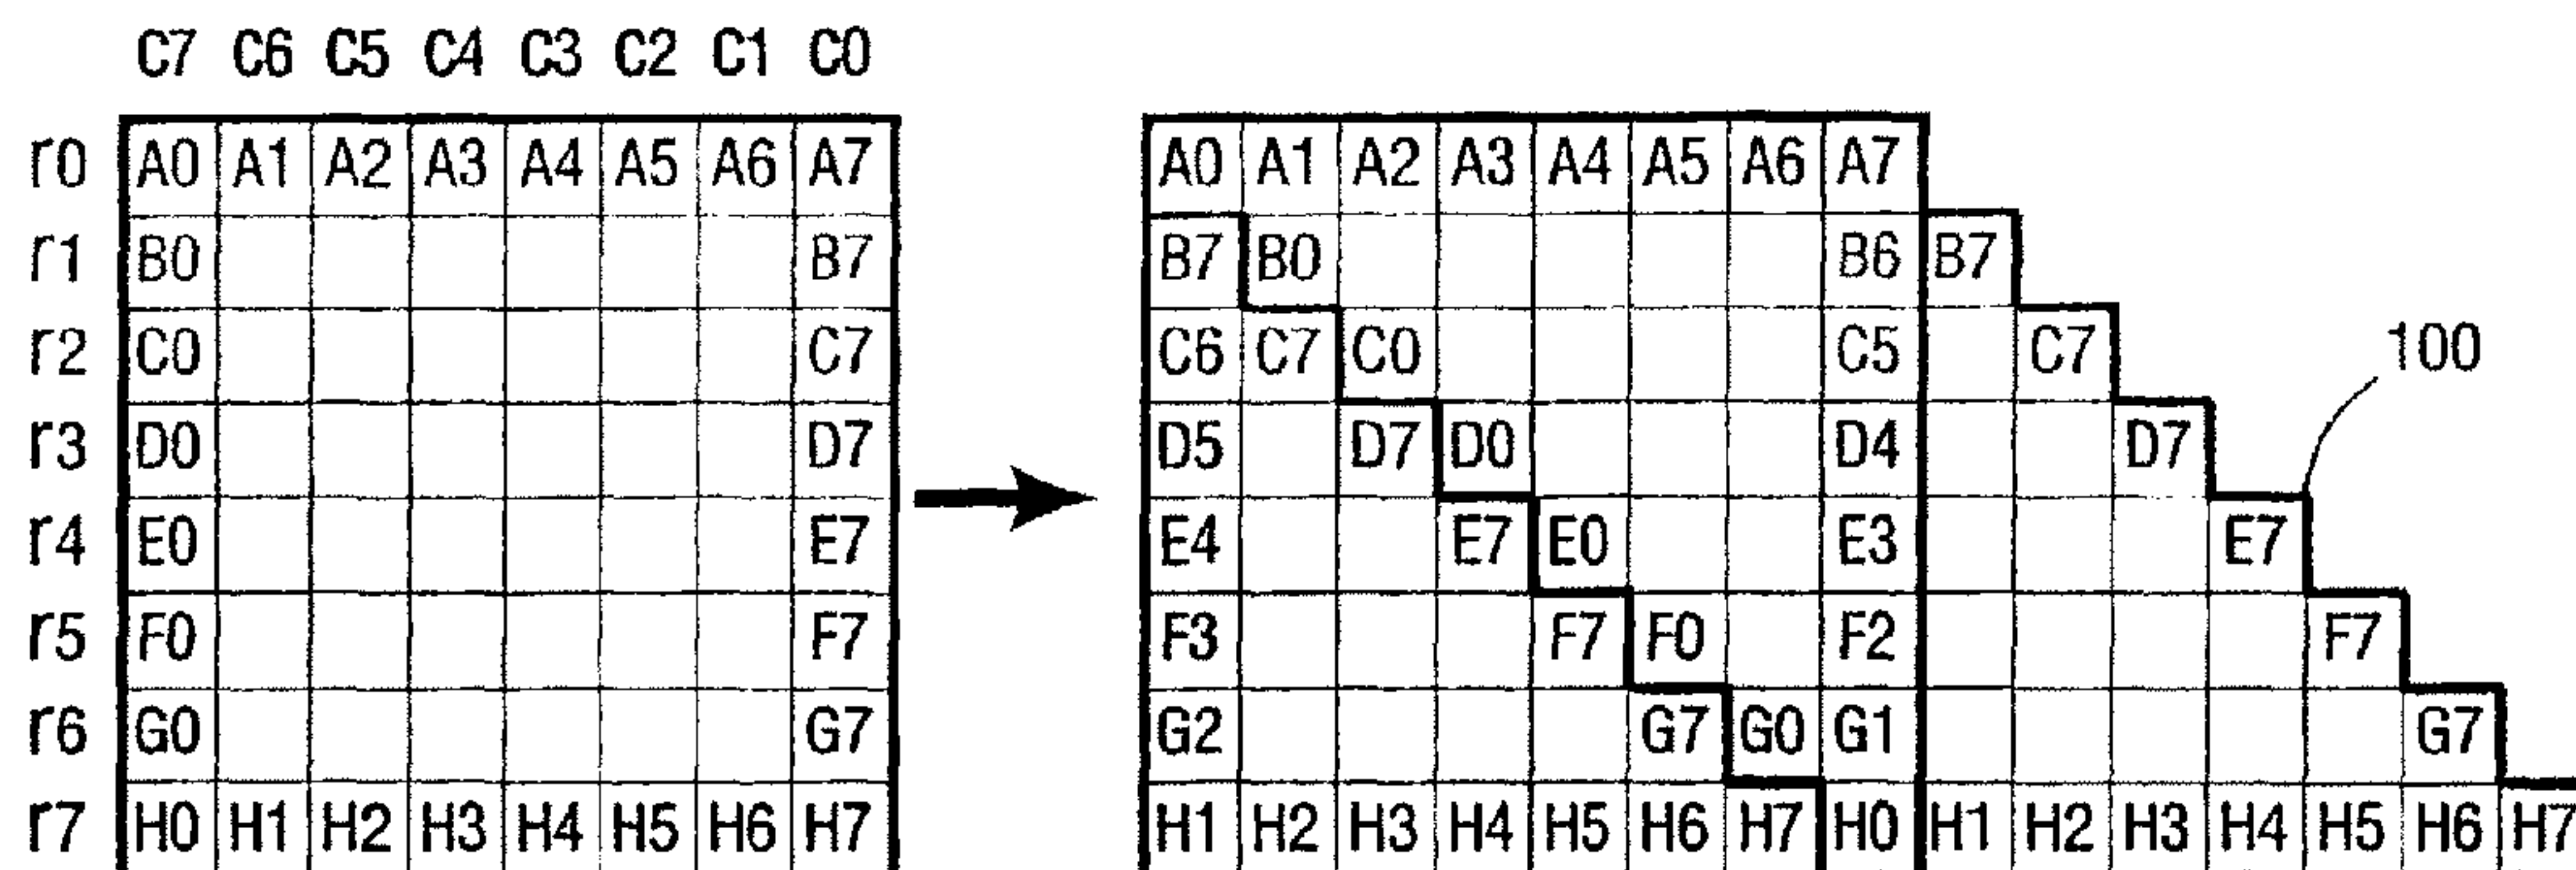 C7 C6 C5 C4 C3 C2 C1 C0
r0 A0 A1 A2 A3 A4 A5 A6 A7 A0 A1 A2 A3 A4 A5 A6 A7
r1 B0 B7 B7 B0 B6 B7
r2 C0 C7 C6 C7 C0 C5 C7 100
r3 D0 D7 D5 D7 D0 D4 D7
r4 E0 E7 E4 E7 E0 E3 E7
r5 F0 F7 F3 F7 F0 F2 F7
r6 G0 G7 G2 G7 G0 G1 G7
r7 H0 H1 H2 H3 H4 H5 H6 H7 H1 H2 H3 H4 H5 H6 H7 H0 H1 H2 H3 H4 H5 H6 H7